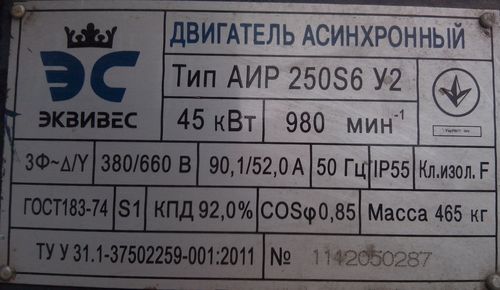 ДВИГАТЕЛЬ АСИНХРОННЫЙ
ЭС
ЭКВИВЕС
Тип АИР 250S6 У2
45 кВт 980 мин⁻¹
3Ф~Δ/Y 380/660 В 90,1/52,0 А 50 Гц IP55 Кл.изол. F
ГОСТ183-74 S1 КПД 92,0% COSφ0,85 Масса 465 кг
ТУ У 31.1-37502259-001:2011 № 1142050287